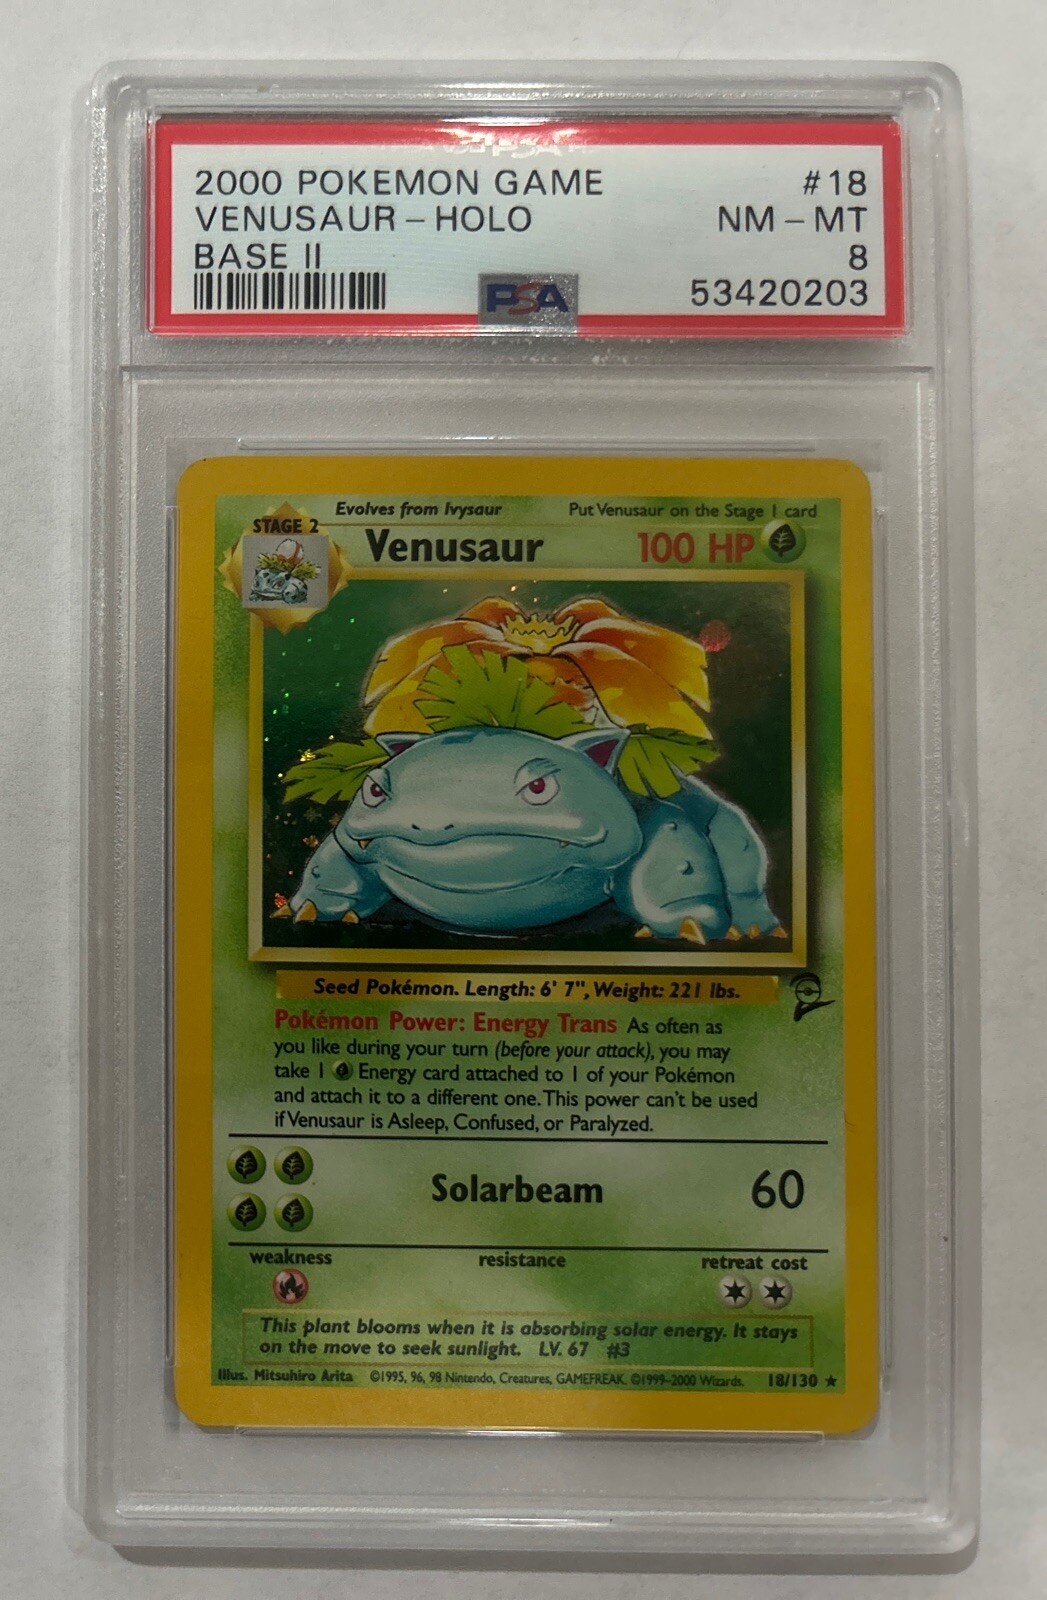 2000 POKEMON GAME #18
VENUSAUR - HOLO NM - MT
BASE II 8
PSA 53420203
Evolves from Ivysaur Put Venusaur on the Stage 1 card
STAGE 2
Venusaur 100 HP
Seed Pokémon. Length: 6' 7", Weight: 221 lbs.
Pokémon Power: Energy Trans As often as
you like during your turn (before your attack), you may
take 1 Energy card attached to 1 of your Pokémon
and attach it to a different one. This power can't be used
if Venusaur is Asleep, Confused, or Paralyzed.
Solarbeam 60
weakness resistance retreat cost
This plant blooms when it is absorbing solar energy. It stays
on the move to seek sunlight. LV. 67 #3
Illus. Mitsuhiro Arita ©1995, 96, 98 Nintendo, Creatures, GAMEFREAK. ©1999-2000 Wizards. 18/130 ★